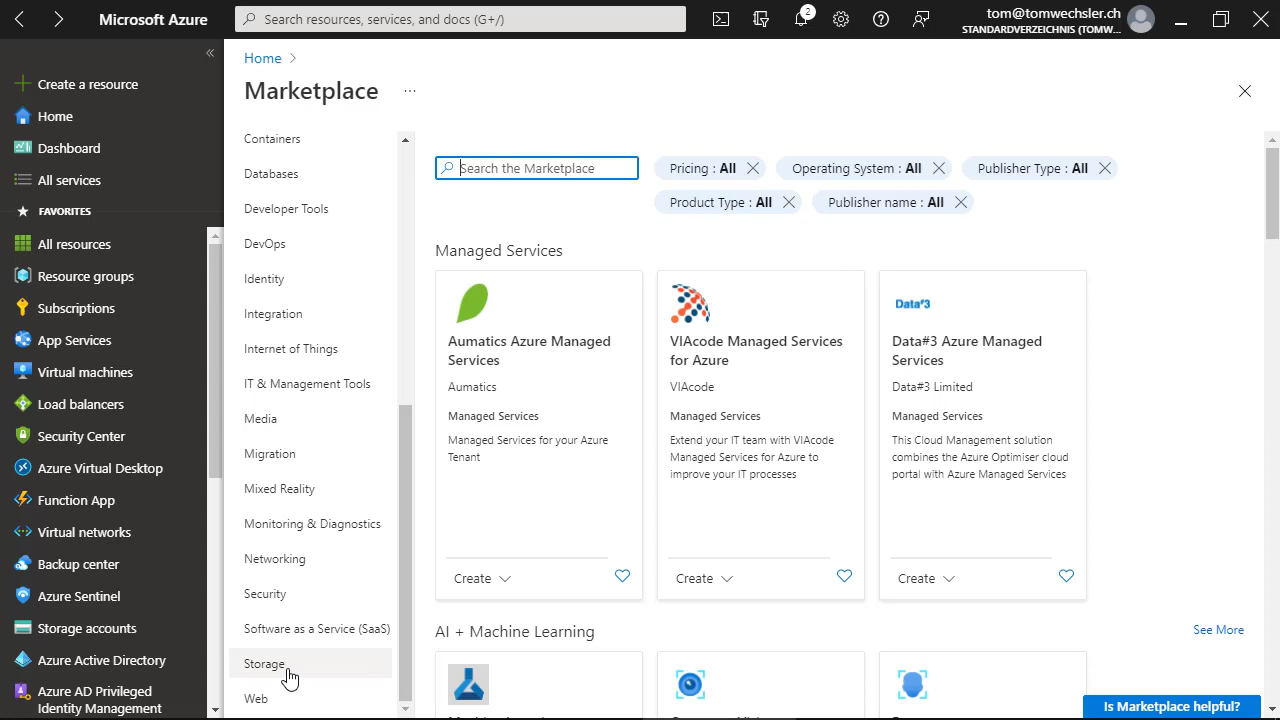 Microsoft Azure
Search resources, services, and docs (G+/)
2
tom@tomwechsler.ch
STANDARDVERZEICHNIS (TOMW...
«
Create a resource
Home
Dashboard
All services
FAVORITES
All resources
Resource groups
Subscriptions
App Services
Virtual machines
Load balancers
Security Center
Azure Virtual Desktop
Function App
Virtual networks
Backup center
Azure Sentinel
Storage accounts
Azure Active Directory
Azure AD Privileged
Identity Management
Home
Marketplace ...
Containers
Databases
Developer Tools
DevOps
Identity
Integration
Internet of Things
IT & Management Tools
Media
Migration
Mixed Reality
Monitoring & Diagnostics
Networking
Security
Software as a Service (SaaS)
Storage
Web
Search the Marketplace
Pricing : All
Operating System : All
Publisher Type : All
Product Type : All
Publisher name : All
Managed Services
Aumatics Azure Managed
Services
Aumatics
Managed Services
Managed Services for your Azure
Tenant
Create
VIAcode Managed Services
for Azure
VIAcode
Managed Services
Extend your IT team with VIAcode
Managed Services for Azure to
improve your IT processes
Create
Data#3
Data#3 Azure Managed
Services
Data#3 Limited
Managed Services
This Cloud Management solution
combines the Azure Optimiser cloud
portal with Azure Managed Services
Create
AI + Machine Learning
See More
Is Marketplace helpful?